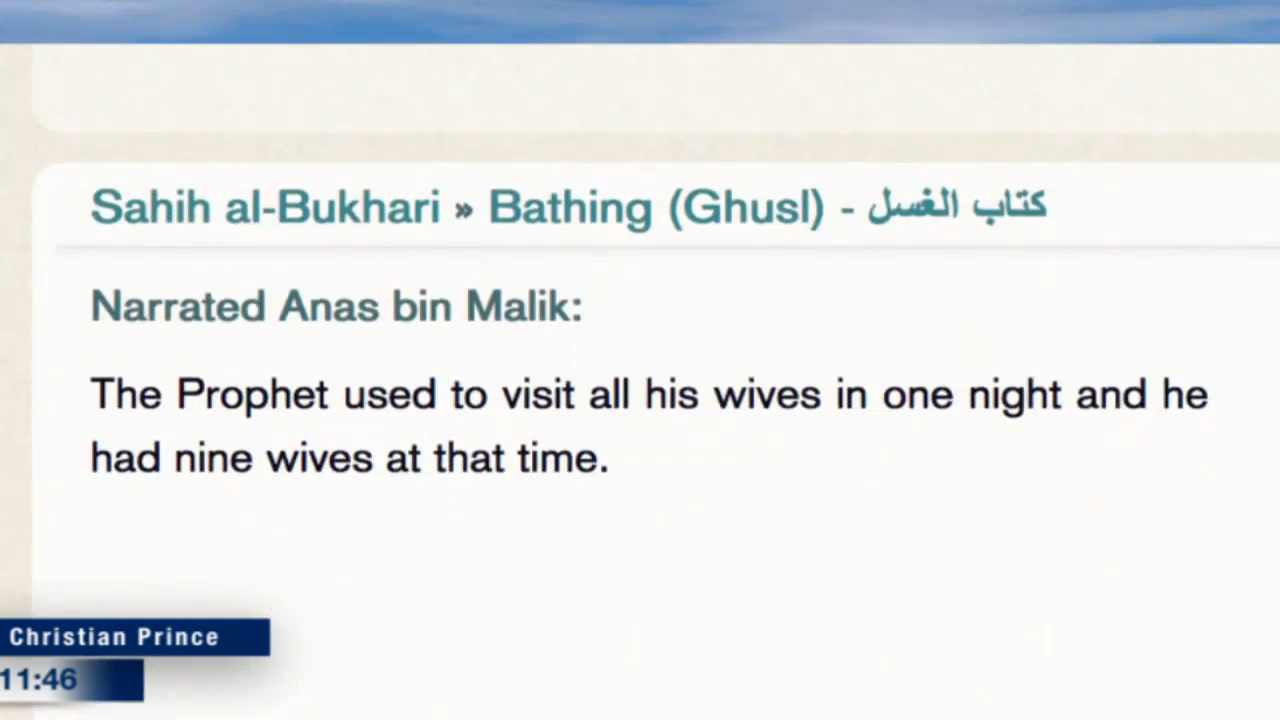 Sahih al-Bukhari » Bathing (Ghusl) - كتاب الغسل
Narrated Anas bin Malik:
The Prophet used to visit all his wives in one night and he
had nine wives at that time.
Christian Prince
11:46